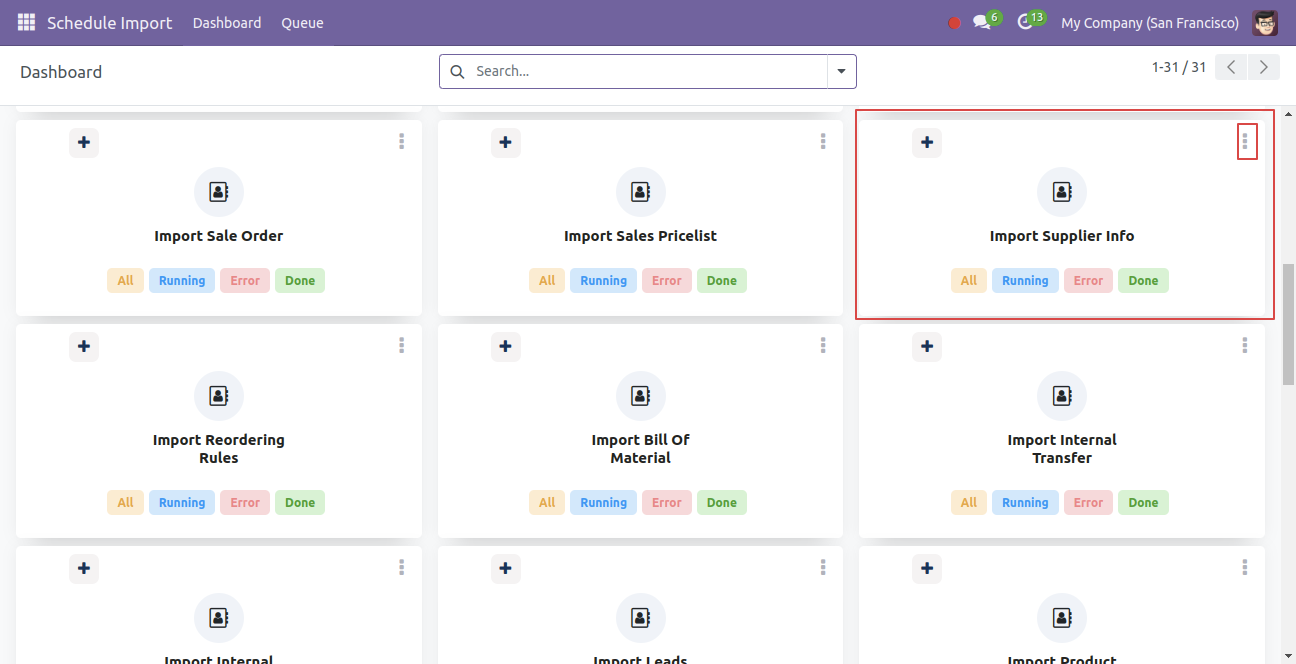 Schedule Import Dashboard Queue 6 13 My Company (San Francisco)
Dashboard Search... 1-31 / 31
Import Sale Order
All Running Error Done
Import Sales Pricelist
All Running Error Done
Import Supplier Info
All Running Error Done
Import Reordering
Rules
All Running Error Done
Import Bill Of
Material
All Running Error Done
Import Internal
Transfer
All Running Error Done
Import Internal
Import Leads
Import Product